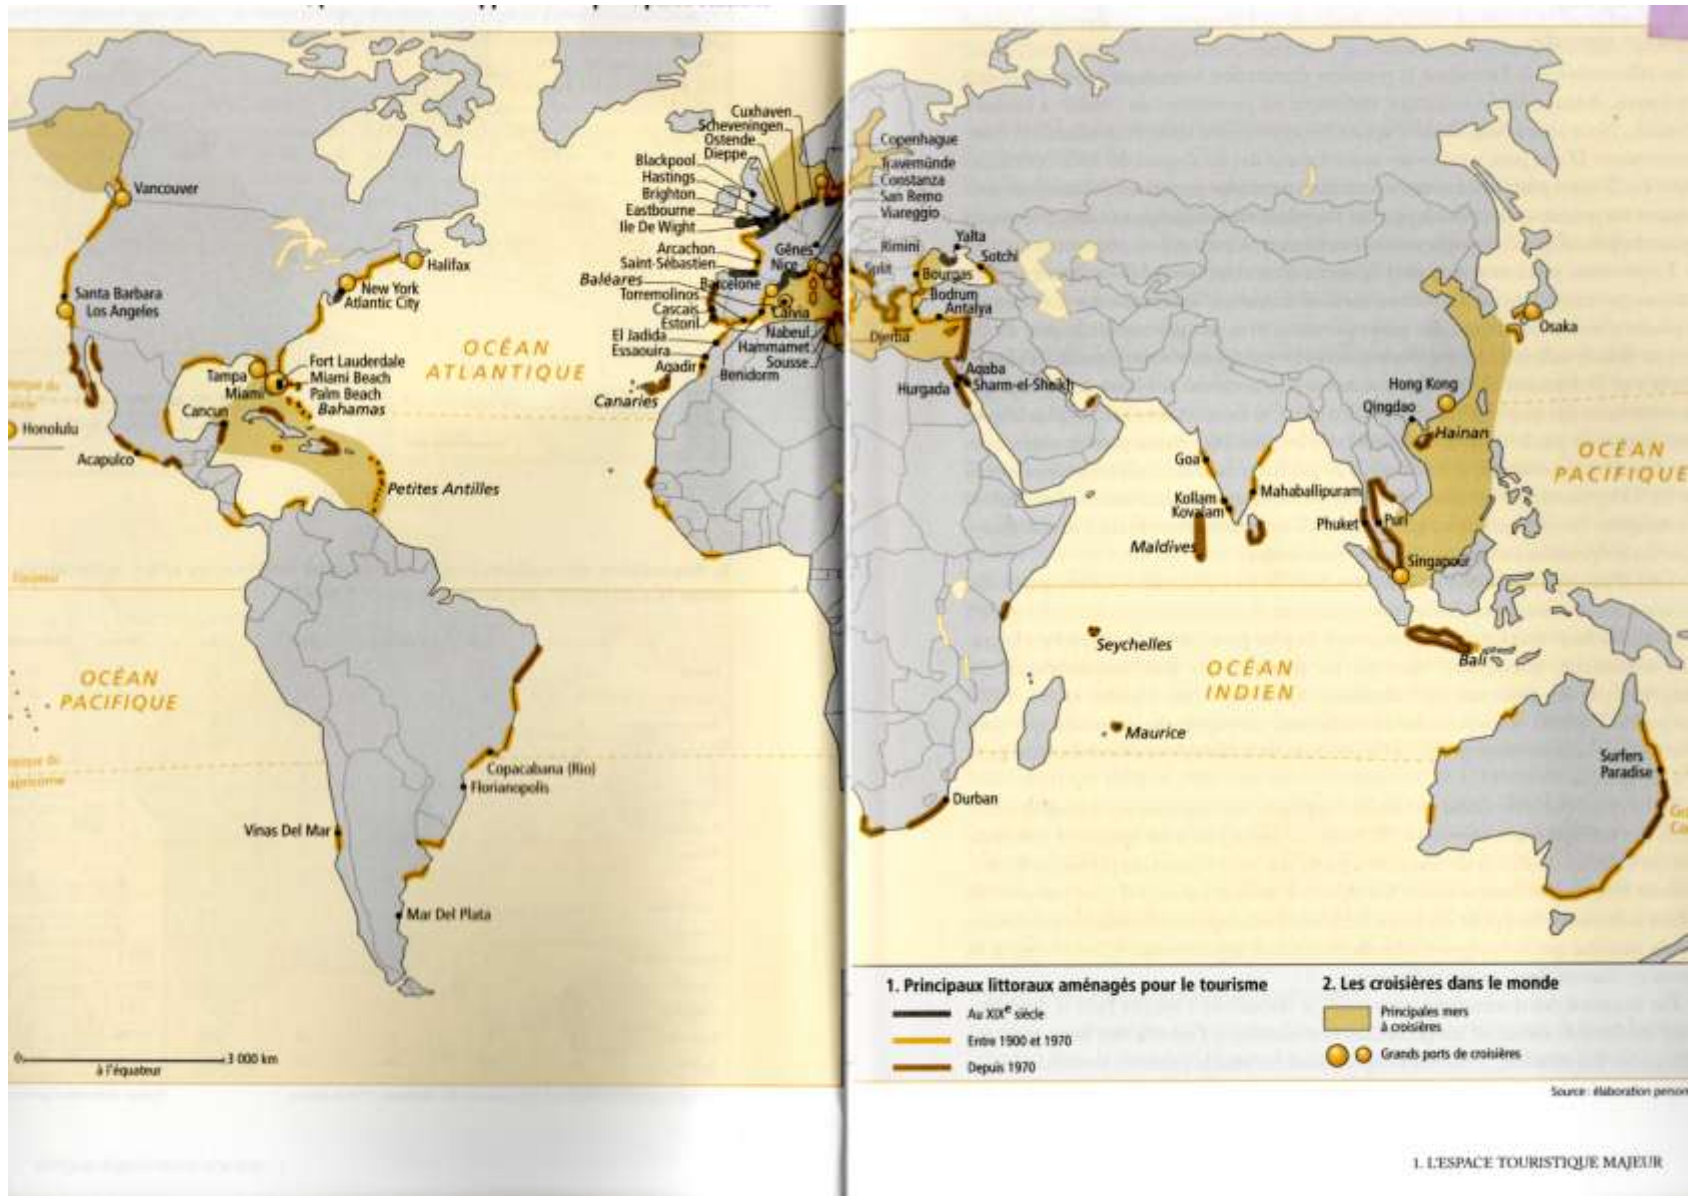 Cuxhaven
Scheveningen
Ostende
Dieppe
Blackpool
Hastings
Brighton
Eastbourne
Ile De Wight
Arcachon
Saint-Sébastien
Baléares
Barcelone
Torremolinos
Cascais
Estoril
El Jadida
Essaouira
Agadir
Canaries
Gênes
Nice
Calvia
Nabeul
Hammamet
Sousse
Benidorm
Vancouver
Halifax
New York
Atlantic City
Santa Barbara
Los Angeles
Fort Lauderdale
Miami Beach
Palm Beach
Bahamas
Tampa
Miami
Cancun
Honolulu
Acapulco
Petites Antilles
OCÉAN
ATLANTIQUE
OCÉAN
PACIFIQUE
Copacabana (Rio)
Florianopolis
Vinas Del Mar
Mar Del Plata
0
3 000 km
à l'équateur
Copenhague
Travemünde
Constanza
San Remo
Viareggio
Rimini
Split
Yalta
Sotchi
Bourgas
Bodrum
Antalya
Djerba
Aqaba
Sharm-el-Sheikh
Hurgada
Osaka
Hong Kong
Qingdao
Hainan
OCÉAN
PACIFIQUE
Goa
Kollam
Kovalam
Mahaballipuram
Maldives
Phuket
Puri
Singapour
Seychelles
OCÉAN
INDIEN
Bali
Maurice
Durban
Surfers
Paradise
1. Principaux littoraux aménagés pour le tourisme
Au XIXe siècle
Entre 1900 et 1970
Depuis 1970
2. Les croisières dans le monde
Principales mers
à croisières
Grands ports de croisières
Source : élaboration person
1. L'ESPACE TOURISTIQUE MAJEUR